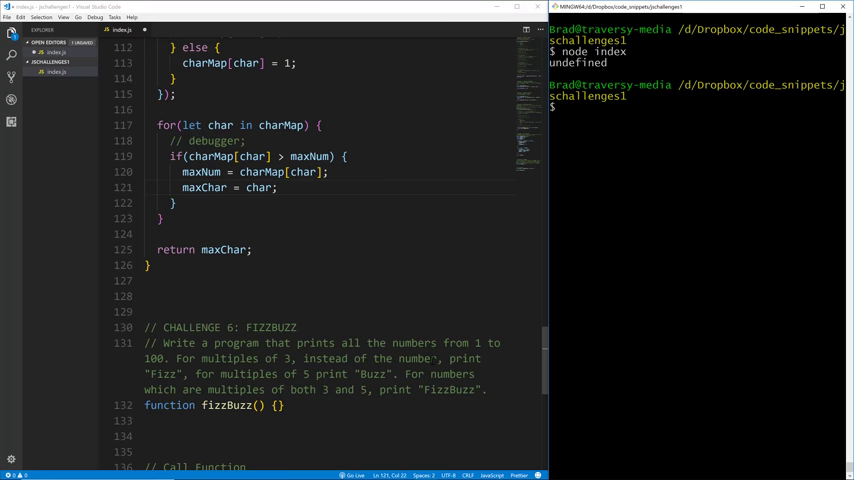 index.js - jschallenges1 - Visual Studio Code
File Edit Selection View Go Debug Tasks Help
EXPLORER
OPEN EDITORS 1 UNSAVED
index.js
JSCHALLENGES1
index.js
JS index.js
112 } else {
113 charMap[char] = 1;
114 }
115 });
116
117 for(let char in charMap) {
118 // debugger;
119 if(charMap[char] > maxNum) {
120 maxNum = charMap[char];
121 maxChar = char;
122 }
123 }
124
125 return maxChar;
126 }
127
128
129
130 // CHALLENGE 6: FIZZBUZZ
131 // Write a program that prints all the numbers from 1 to
100. For multiples of 3, instead of the number, print
"Fizz", for multiples of 5 print "Buzz". For numbers
which are multiples of both 3 and 5, print "FizzBuzz".
132 function fizzBuzz() {}
133
134
135
136 // Call Function
0 0 Go Live Ln 121, Col 22 Spaces: 2 UTF-8 CRLF JavaScript Prettier
MINGW64:/d/Dropbox/code_snippets/jschallenges1
Brad@traversy-media /d/Dropbox/code_snippets/j
schallenges1
$ node index
undefined
Brad@traversy-media /d/Dropbox/code_snippets/j
schallenges1
$